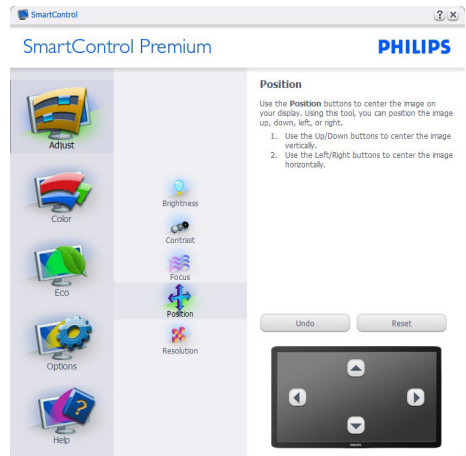 SmartControl
? x
SmartControl Premium
PHILIPS
Adjust
Color
Eco
Options
Help
Brightness
Contrast
Focus
Position
Resolution
Position
Use the Position buttons to center the image on
your display. Using this tool, you can position the image
up, down, left, or right.
1. Use the Up/Down buttons to center the image
vertically.
2. Use the Left/Right buttons to center the image
horizontally.
Undo
Reset
PHILIPS